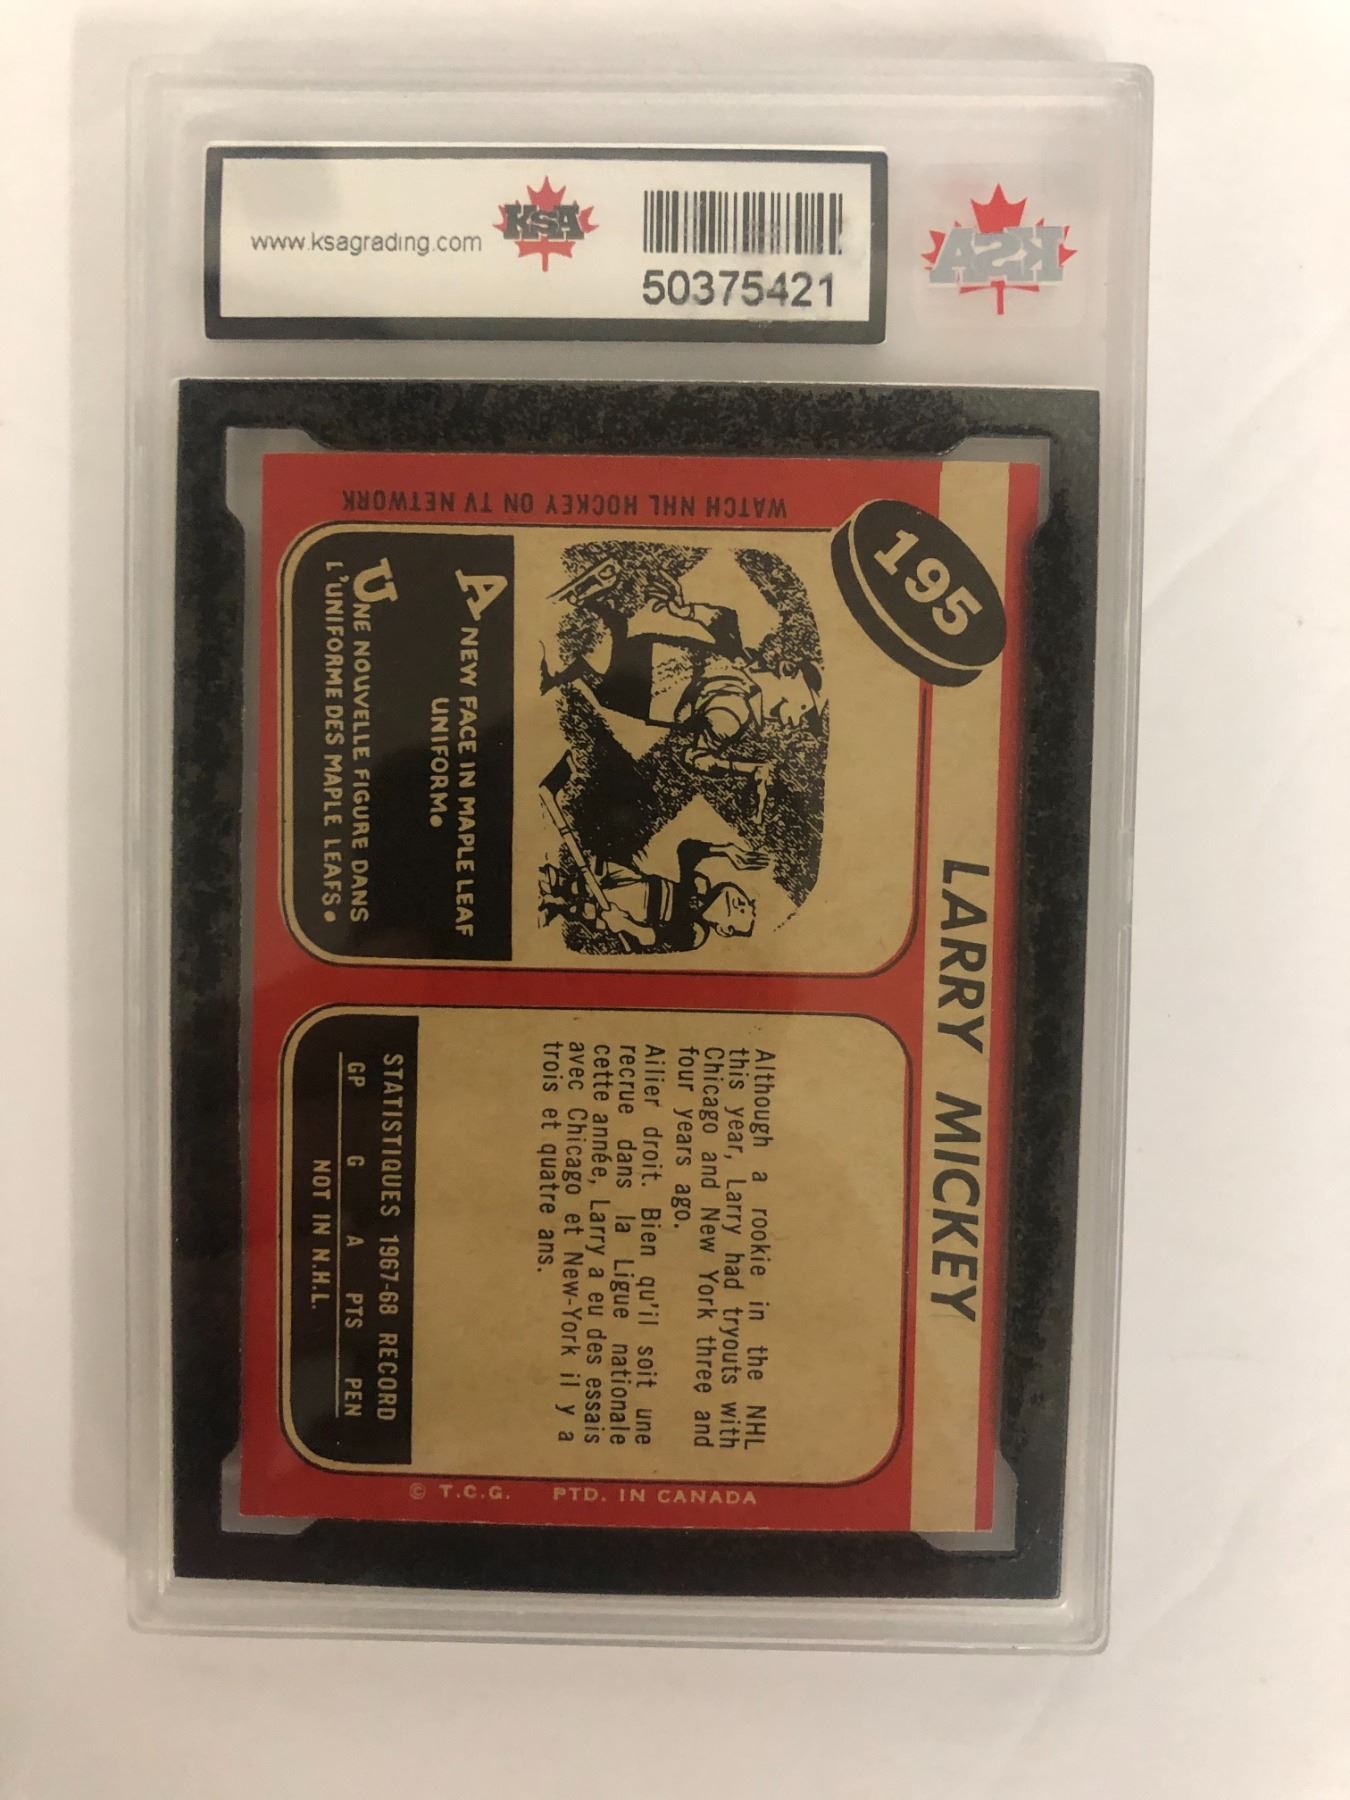 www.ksagrading.com
KSA
50375421
KSA
195
LARRY MICKEY
WATCH NHL HOCKEY ON TV NETWORK
A NEW FACE IN MAPLE LEAF
UNIFORM.
UNE NOUVELLE FIGURE DANS
L'UNIFORME DES MAPLE LEAFS.
Although a rookie in the NHL
this year, Larry had tryouts with
Chicago and New York three and
four years ago.
Ailier droit. Bien qu'il soit une
recrue dans la Ligue nationale
cette année, Larry a eu des essais
avec Chicago et New-York il y a
trois et quatre ans.
STATISTIQUES 1967-68 RECORD
GP G A PTS PEN
NOT IN N.H.L.
© T.C.G. PTD. IN CANADA